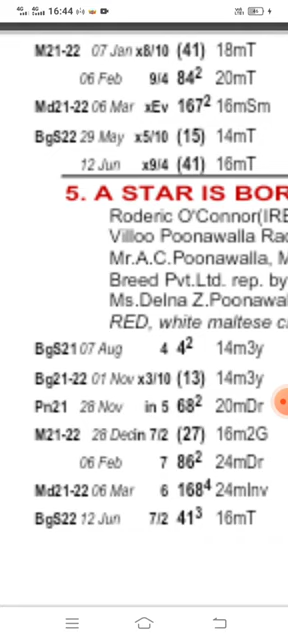 4G 4G 16:44
M21-22 07 Jan x8/10 (41) 18mT
06 Feb 9/4 84² 20mT
Md21-22 06 Mar xEv 167² 16mSm
BgS22 29 May x5/10 (15) 14mT
12 Jun x9/4 (41) 16mT
5. A STAR IS BOR
Roderic O'Connor(IRE
Villoo Poonawalla Rac
Mr.A.C.Poonawalla, M
Breed Pvt.Ltd. rep. by
Ms.Delna Z.Poonawal
RED, white maltese c
BgS21 07 Aug 4 4² 14m3y
Bg21-22 01 Nov x3/10 (13) 14m3y
Pn21 28 Nov in 5 68² 20mDr
M21-22 28 Dec in 7/2 (27) 16m2G
06 Feb 7 86² 24mDr
Md21-22 06 Mar 6 168⁴ 24mInv
BgS22 12 Jun 7/2 41³ 16mT